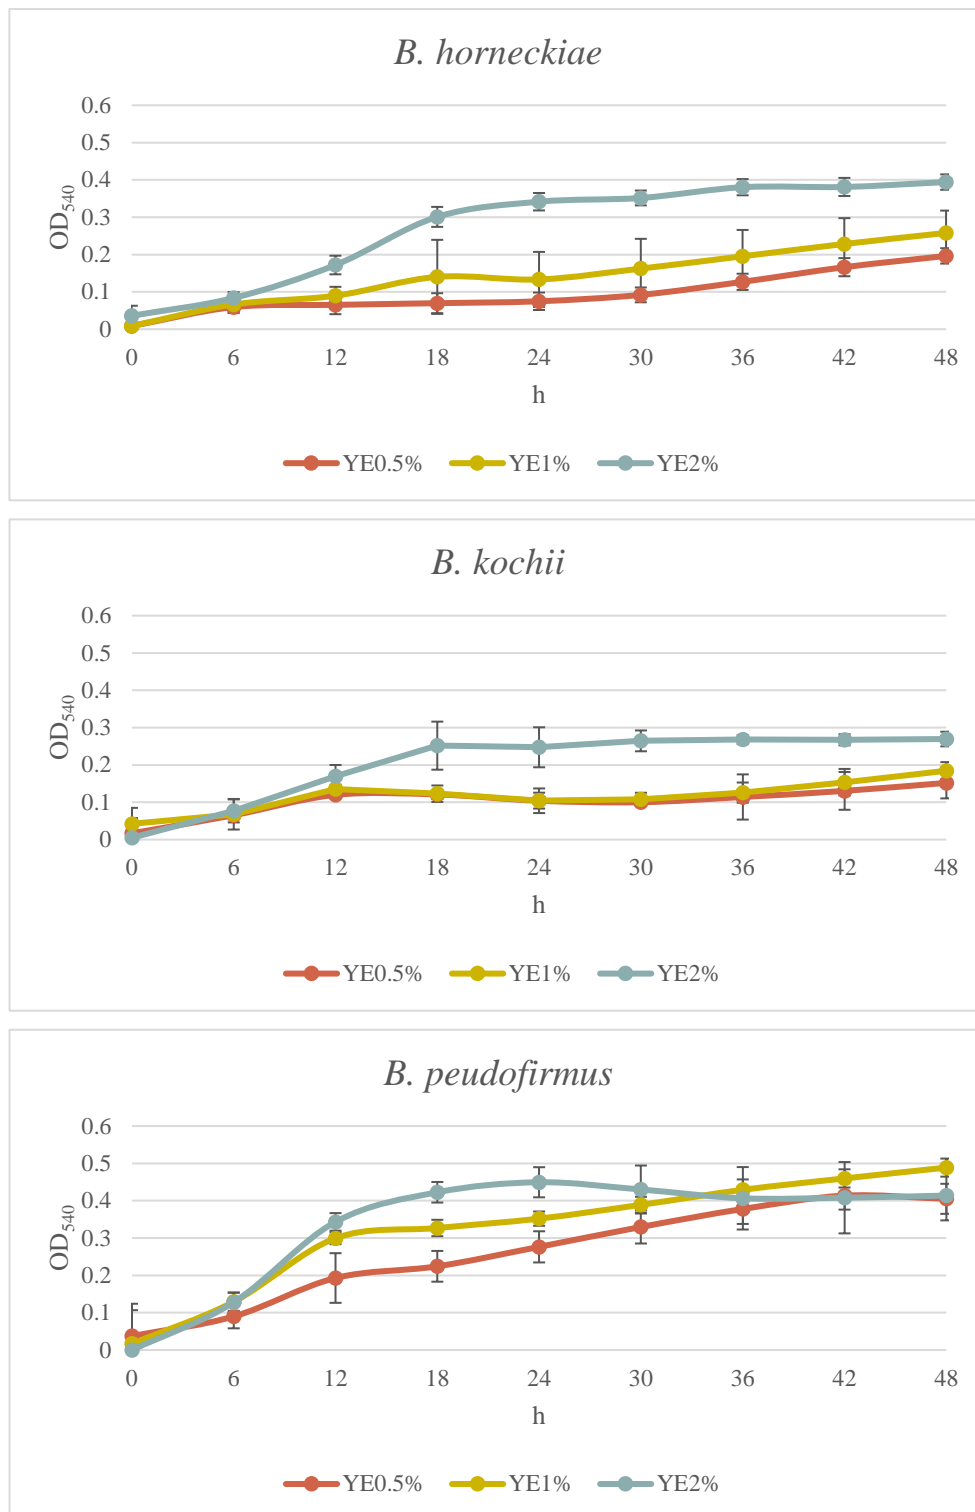 B. horneckiae
0.6
0.5
0.4
0.3
0.2
0.1
0
OD540
0 6 12 18 24 30 36 42 48
h
YE0.5% YE1% YE2%
B. kochii
0.6
0.5
0.4
0.3
0.2
0.1
0
OD540
0 6 12 18 24 30 36 42 48
h
YE0.5% YE1% YE2%
B. peudofirmus
0.6
0.5
0.4
0.3
0.2
0.1
0
OD540
0 6 12 18 24 30 36 42 48
h
YE0.5% YE1% YE2%